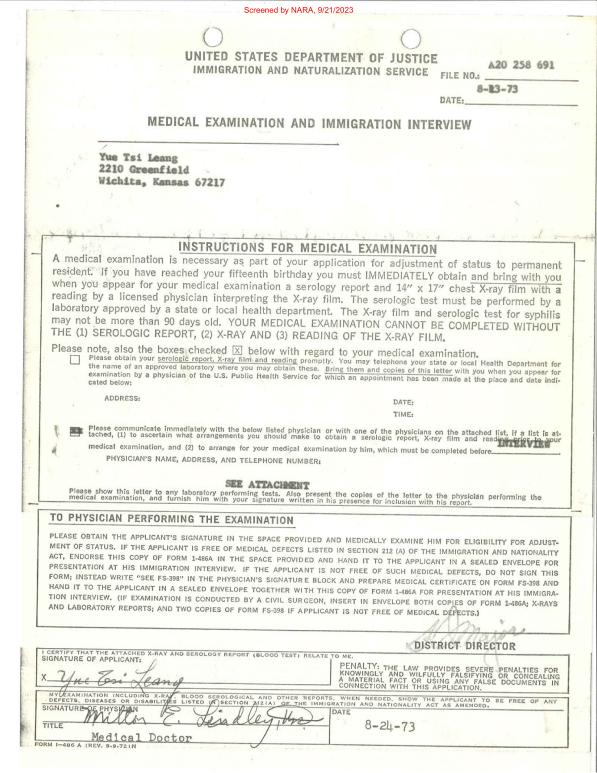 Screened by NARA, 9/21/2023
UNITED STATES DEPARTMENT OF JUSTICE
IMMIGRATION AND NATURALIZATION SERVICE
FILE NO.: A20 258 691
DATE: 8-23-73
MEDICAL EXAMINATION AND IMMIGRATION INTERVIEW
Yue Tsi Leang
2210 Greenfield
Wichita, Kansas 67217
INSTRUCTIONS FOR MEDICAL EXAMINATION
A medical examination is necessary as part of your application for adjustment of status to permanent
resident. If you have reached your fifteenth birthday you must IMMEDIATELY obtain and bring with you
when you appear for your medical examination a serology report and 14" x 17" chest X-ray film with a
reading by a licensed physician interpreting the X-ray film. The serologic test must be performed by a
laboratory approved by a state or local health department. The X-ray film and serologic test for syphilis
may not be more than 90 days old. YOUR MEDICAL EXAMINATION CANNOT BE COMPLETED WITHOUT
THE (1) SEROLOGIC REPORT, (2) X-RAY AND (3) READING OF THE X-RAY FILM.
Please note, also the boxes checked X below with regard to your medical examination.
Please obtain your serologic report, X-ray film and reading promptly. You may telephone your state or local Health Department for
the name of an approved laboratory where you may obtain these. Bring them and copies of this letter with you when you appear for
examination by a physician of the U.S. Public Health Service for which an appointment has been made at the place and date indi-
cated below:
ADDRESS:
DATE:
TIME:
Please communicate immediately with the below listed physician or with one of the physicians on the attached list, if a list is at-
tached, (1) to ascertain what arrangements you should make to obtain a serologic report, X-ray film and reading prior to your
medical examination, and (2) to arrange for your medical examination by him, which must be completed before INTERVIEW
PHYSICIAN'S NAME, ADDRESS, AND TELEPHONE NUMBER:
SEE ATTACHMENT
Please show this letter to any laboratory performing tests. Also present the copies of the letter to the physician performing the
medical examination, and furnish him with your signature written in his presence for inclusion with his report.
TO PHYSICIAN PERFORMING THE EXAMINATION
PLEASE OBTAIN THE APPLICANT'S SIGNATURE IN THE SPACE PROVIDED AND MEDICALLY EXAMINE HIM FOR ELIGIBILITY FOR ADJUST-
MENT OF STATUS. IF THE APPLICANT IS FREE OF MEDICAL DEFECTS LISTED IN SECTION 212 (A) OF THE IMMIGRATION AND NATIONALITY
ACT, ENDORSE THIS COPY OF FORM 1-486A IN THE SPACE PROVIDED AND HAND IT TO THE APPLICANT IN A SEALED ENVELOPE FOR
PRESENTATION AT HIS IMMIGRATION INTERVIEW. IF THE APPLICANT IS NOT FREE OF SUCH MEDICAL DEFECTS, DO NOT SIGN THIS
FORM; INSTEAD WRITE "SEE FS-398" IN THE PHYSICIAN'S SIGNATURE BLOCK AND PREPARE MEDICAL CERTIFICATE ON FORM FS-398 AND
HAND IT TO THE APPLICANT IN A SEALED ENVELOPE TOGETHER WITH THIS COPY OF FORM 1-486A FOR PRESENTATION AT HIS IMMIGRA-
TION INTERVIEW. (IF EXAMINATION IS CONDUCTED BY A CIVIL SURGEON, INSERT IN ENVELOPE BOTH COPIES OF FORM 1-486A; X-RAYS
AND LABORATORY REPORTS; AND TWO COPIES OF FORM FS-398 IF APPLICANT IS NOT FREE OF MEDICAL DEFECTS.)
DISTRICT DIRECTOR
I CERTIFY THAT THE ATTACHED X-RAY AND SEROLOGY REPORT (BLOOD TEST) RELATE TO ME.
SIGNATURE OF APPLICANT:
X Yue Tsi Leang
PENALTY: THE LAW PROVIDES SEVERE PENALTIES FOR
KNOWINGLY AND WILFULLY FALSIFYING OR CONCEALING
A MATERIAL FACT OR USING ANY FALSE DOCUMENTS IN
CONNECTION WITH THIS APPLICATION.
MY EXAMINATION INCLUDING X-RAY, BLOOD SEROLOGICAL AND OTHER REPORTS, WHEN NEEDED, SHOW THE APPLICANT TO BE FREE OF ANY
DEFECTS, DISEASES OR DISABILITIES LISTED IN SECTION 212(A) OF THE IMMIGRATION AND NATIONALITY ACT AS AMENDED.
SIGNATURE OF PHYSICIAN
Milton E. Lindley
DATE
8-24-73
TITLE
Medical Doctor
FORM I-486 A (REV. 8-9-72)N